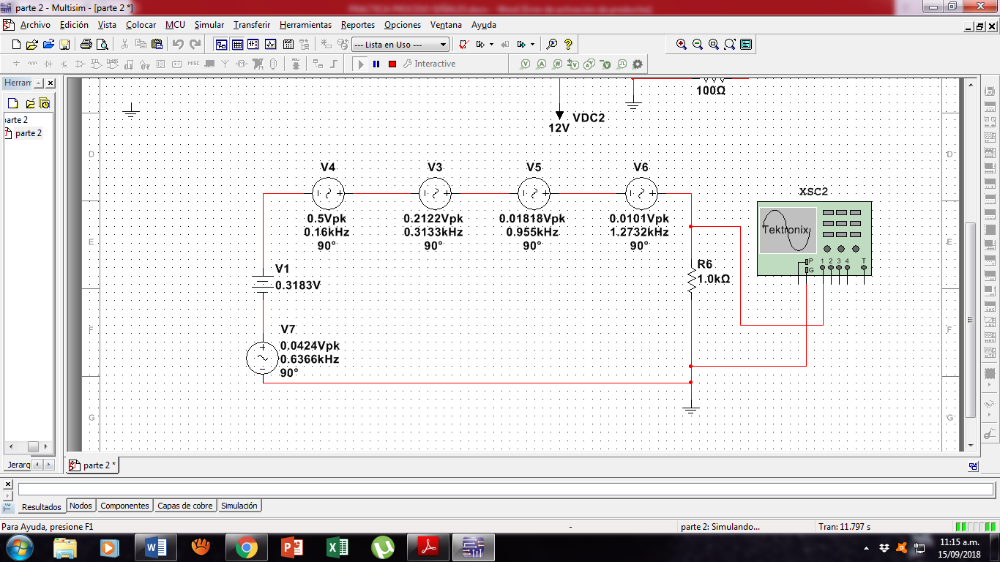 parte 2 - Multisim - [parte 2 *]
Archivo Edición Vista Colocar MCU Simular Transferir Herramientas Reportes Opciones Ventana Ayuda
--- Lista en Uso ---
MISC
Interactive
Herram
parte 2
parte 2
Jerarq
100Ω
VDC2
12V
D
D
E
E
F
F
G
G
V4
0.5Vpk
0.16kHz
90°
V3
0.2122Vpk
0.3133kHz
90°
V5
0.01818Vpk
0.955kHz
90°
V6
0.0101Vpk
1.2732kHz
90°
XSC2
Tektronix
P
G
1 2 3 4 T
R6
1.0kΩ
V1
0.3183V
V7
0.0424Vpk
0.6366kHz
90°
parte 2 *
Resultados Nodos Componentes Capas de cobre Simulación
Para Ayuda, presione F1
-
parte 2: Simulando...
Tran: 11.797 s
11:15 a.m.
15/09/2018